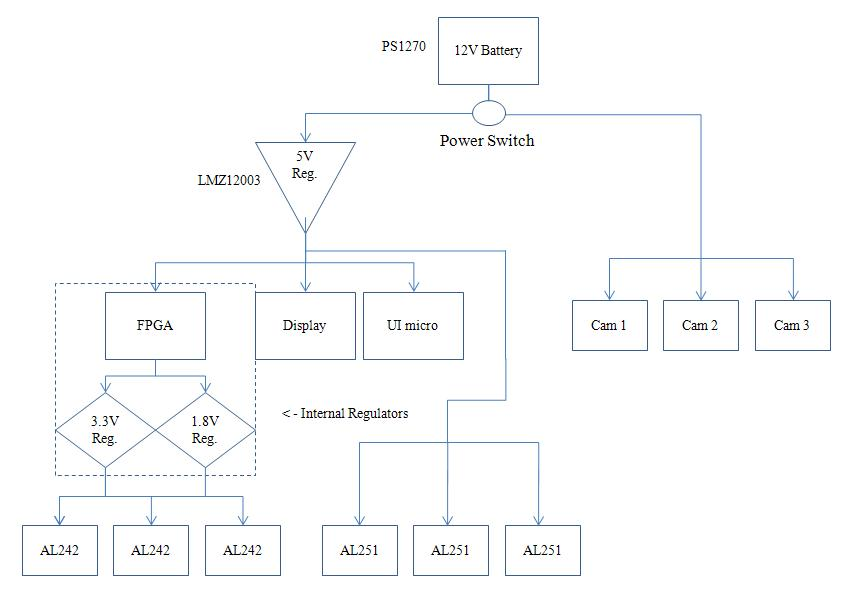 PS1270
12V Battery
Power Switch
5V
Reg.
LMZ12003
FPGA
Display
UI micro
Cam 1
Cam 2
Cam 3
3.3V
Reg.
1.8V
Reg.
< - Internal Regulators
AL242
AL242
AL242
AL251
AL251
AL251